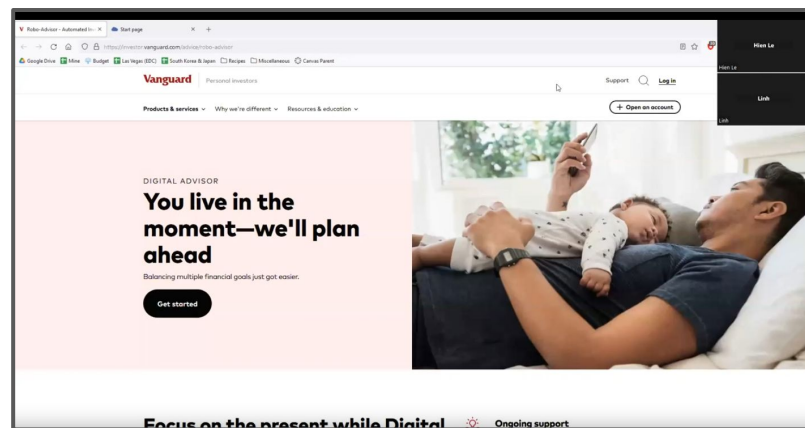 Robo-Advisor - Automated Inv
Start page
https://investor.vanguard.com/advice/robo-advisor
Google Drive Mine Budget Las Vegas (EDC) South Korea & Japan Recipes Miscellaneous Canvas Parent
Hien Le
Hien Le
Linh
Linh
Vanguard Personal investors Support Log in
Products & services Why we're different Resources & education + Open an account
DIGITAL ADVISOR
You live in the
moment—we'll plan
ahead
Balancing multiple financial goals just got easier.
Get started
Focus on the present while Digital
Ongoing support